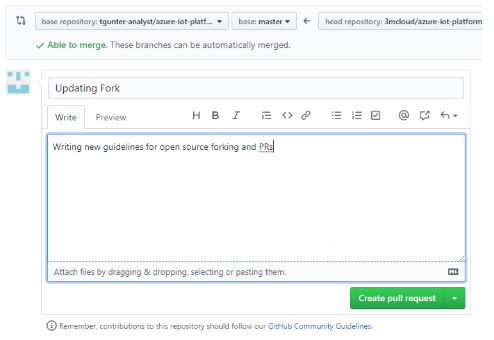 base repository: tgunter-analyst/azure-iot-platf... base: master head repository: 3mcloud/azure-iot-platform
Able to merge. These branches can be automatically merged.
Updating Fork
Write Preview H B I
Writing new guidelines for open source forking and PRs
Attach files by dragging & dropping, selecting or pasting them.
Create pull request
Remember, contributions to this repository should follow our GitHub Community Guidelines.